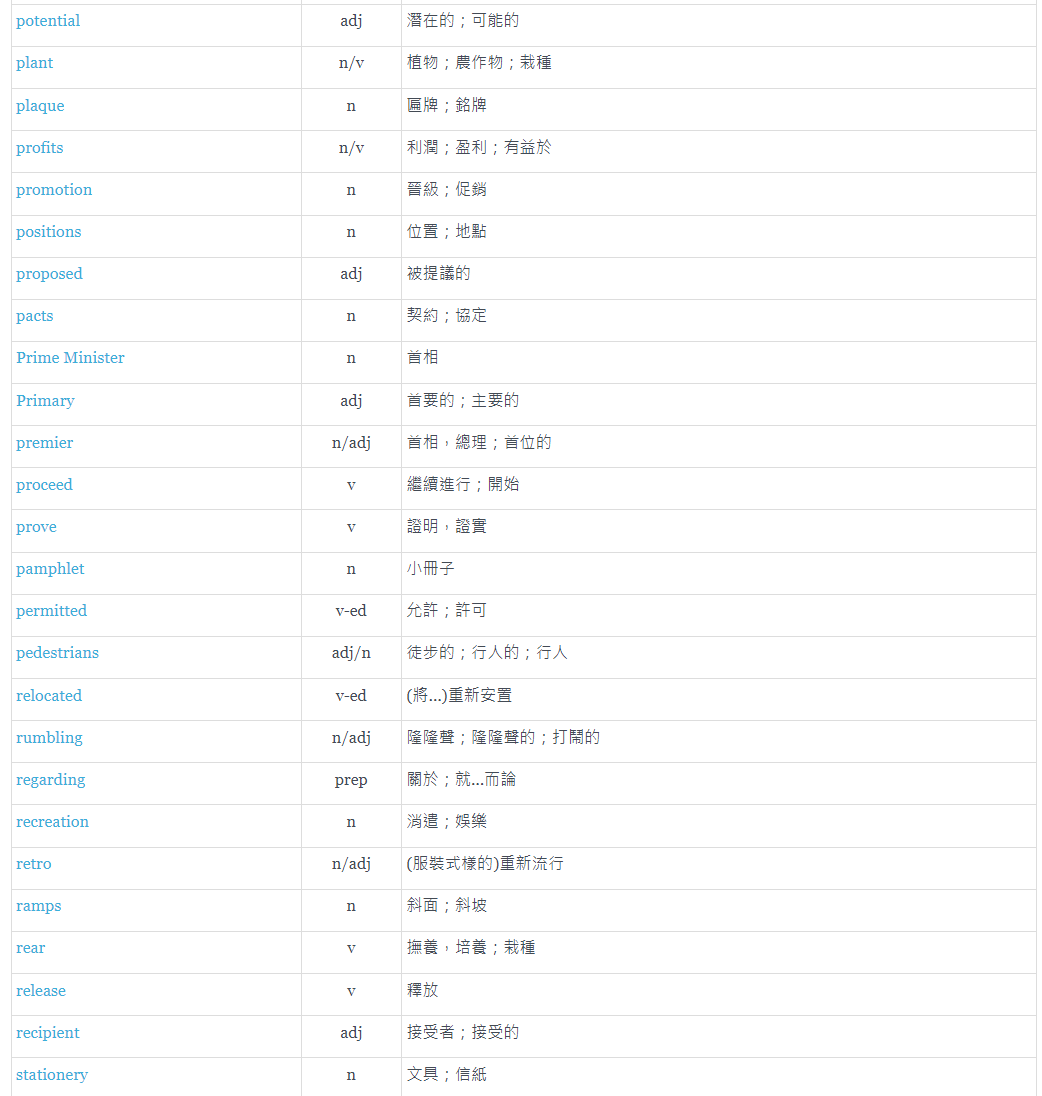 potential adj 潛在的；可能的
plant n/v 植物；農作物；栽種
plaque n 匾牌；銘牌
profits n/v 利潤；盈利；有益於
promotion n 晉級；促銷
positions n 位置；地點
proposed adj 被提議的
pacts n 契約；協定
Prime Minister n 首相
Primary adj 首要的；主要的
premier n/adj 首相，總理；首位的
proceed v 繼續進行；開始
prove v 證明，證實
pamphlet n 小冊子
permitted v-ed 允許；許可
pedestrians adj/n 徒步的；行人的；行人
relocated v-ed (將...)重新安置
rumbling n/adj 隆隆聲；隆隆聲的；打鬧的
regarding prep 關於；就...而論
recreation n 消遣；娛樂
retro n/adj (服裝式樣的)重新流行
ramps n 斜面；斜坡
rear v 撫養，培養；栽種
release v 釋放
recipient adj 接受者；接受的
stationery n 文具；信紙